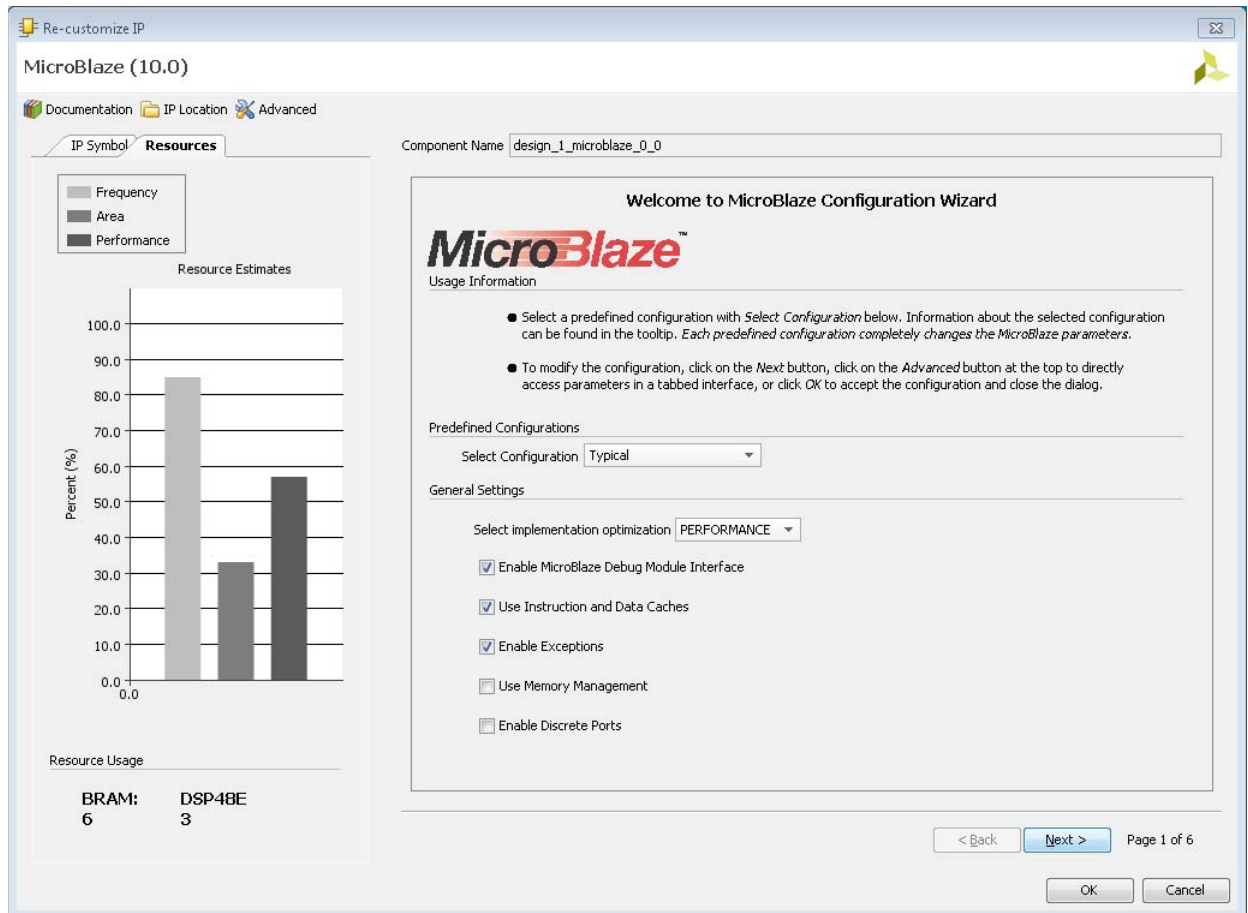 Re-customize IP
MicroBlaze (10.0)
Documentation IP Location Advanced
IP Symbol Resources
Frequency
Area
Performance
Resource Estimates
100.0
90.0
80.0
70.0
60.0
50.0
40.0
30.0
20.0
10.0
0.0
0.0
Percent (%)
Resource Usage
BRAM: DSP48E
6 3
Component Name design_1_microblaze_0_0
Welcome to MicroBlaze Configuration Wizard
MicroBlaze™
Usage Information
● Select a predefined configuration with Select Configuration below. Information about the selected configuration
can be found in the tooltip. Each predefined configuration completely changes the MicroBlaze parameters.
● To modify the configuration, click on the Next button, click on the Advanced button at the top to directly
access parameters in a tabbed interface, or click OK to accept the configuration and close the dialog.
Predefined Configurations
Select Configuration Typical
General Settings
Select implementation optimization PERFORMANCE
Enable MicroBlaze Debug Module Interface
Use Instruction and Data Caches
Enable Exceptions
Use Memory Management
Enable Discrete Ports
< Back Next > Page 1 of 6
OK Cancel